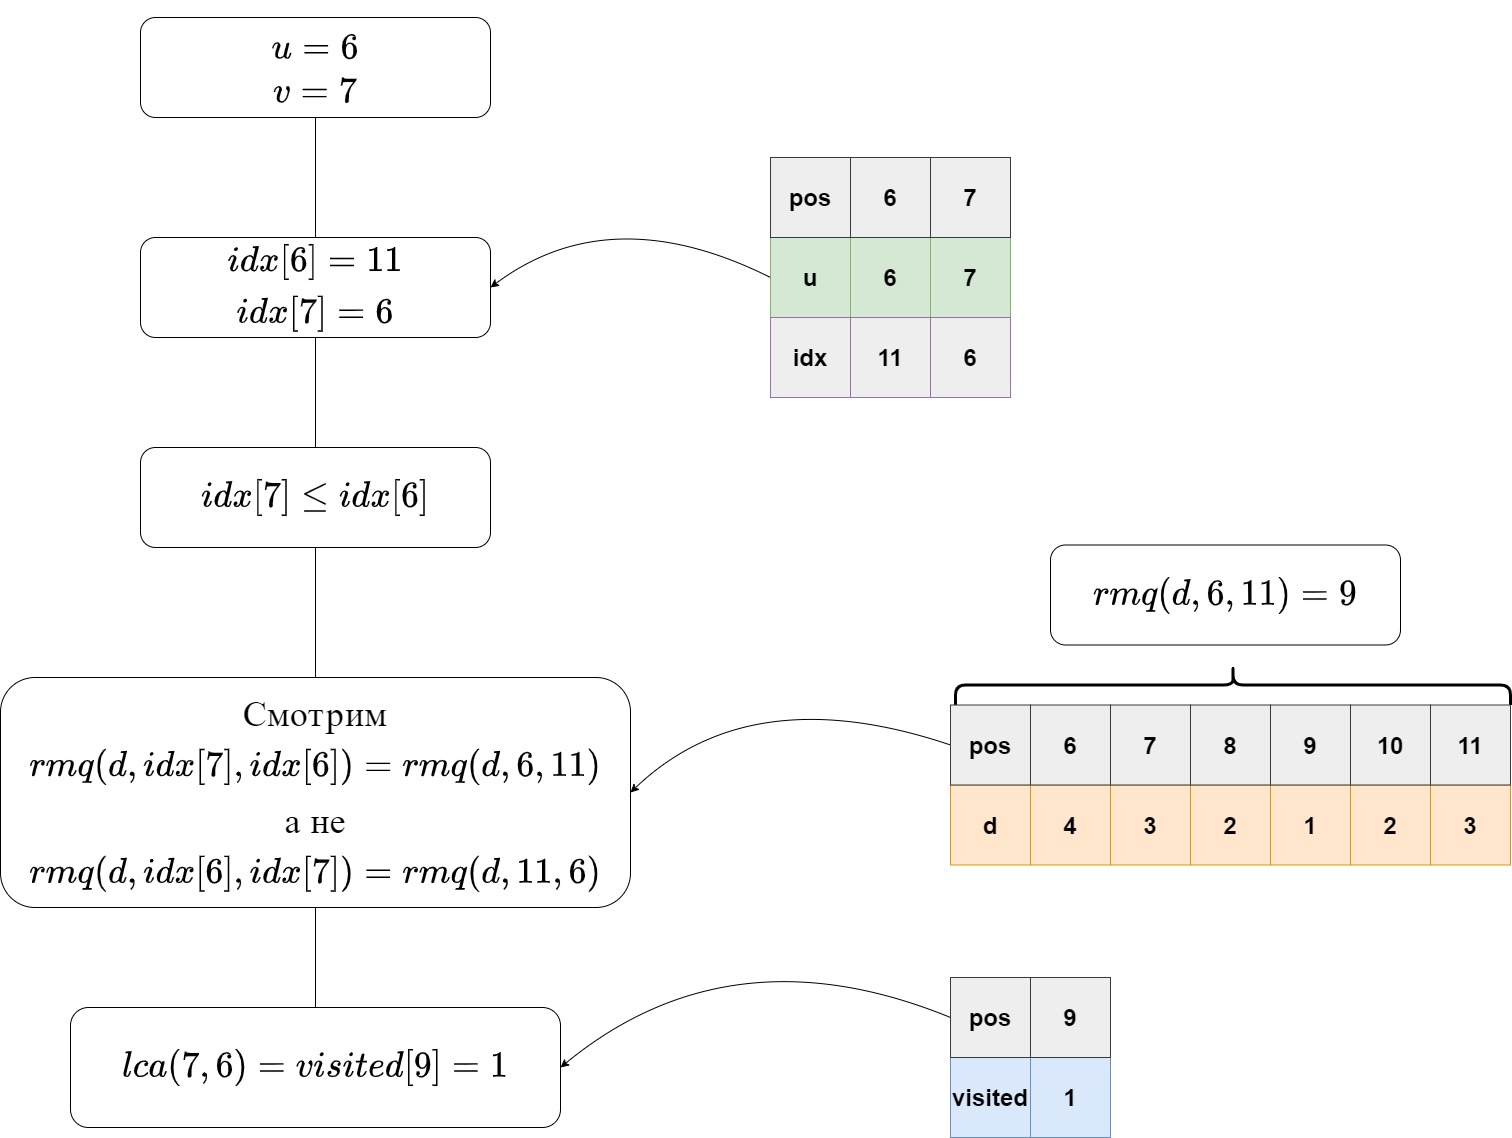 u = 6
v = 7
pos 6 7
u 6 7
idx 11 6
idx[6] = 11
idx[7] = 6
idx[7] ≤ idx[6]
rmq(d, 6, 11) = 9
Смотрим
rmq(d, idx[7], idx[6]) = rmq(d, 6, 11)
а не
rmq(d, idx[6], idx[7]) = rmq(d, 11, 6)
pos 6 7 8 9 10 11
d 4 3 2 1 2 3
lca(7, 6) = visited[9] = 1
pos 9
visited 1